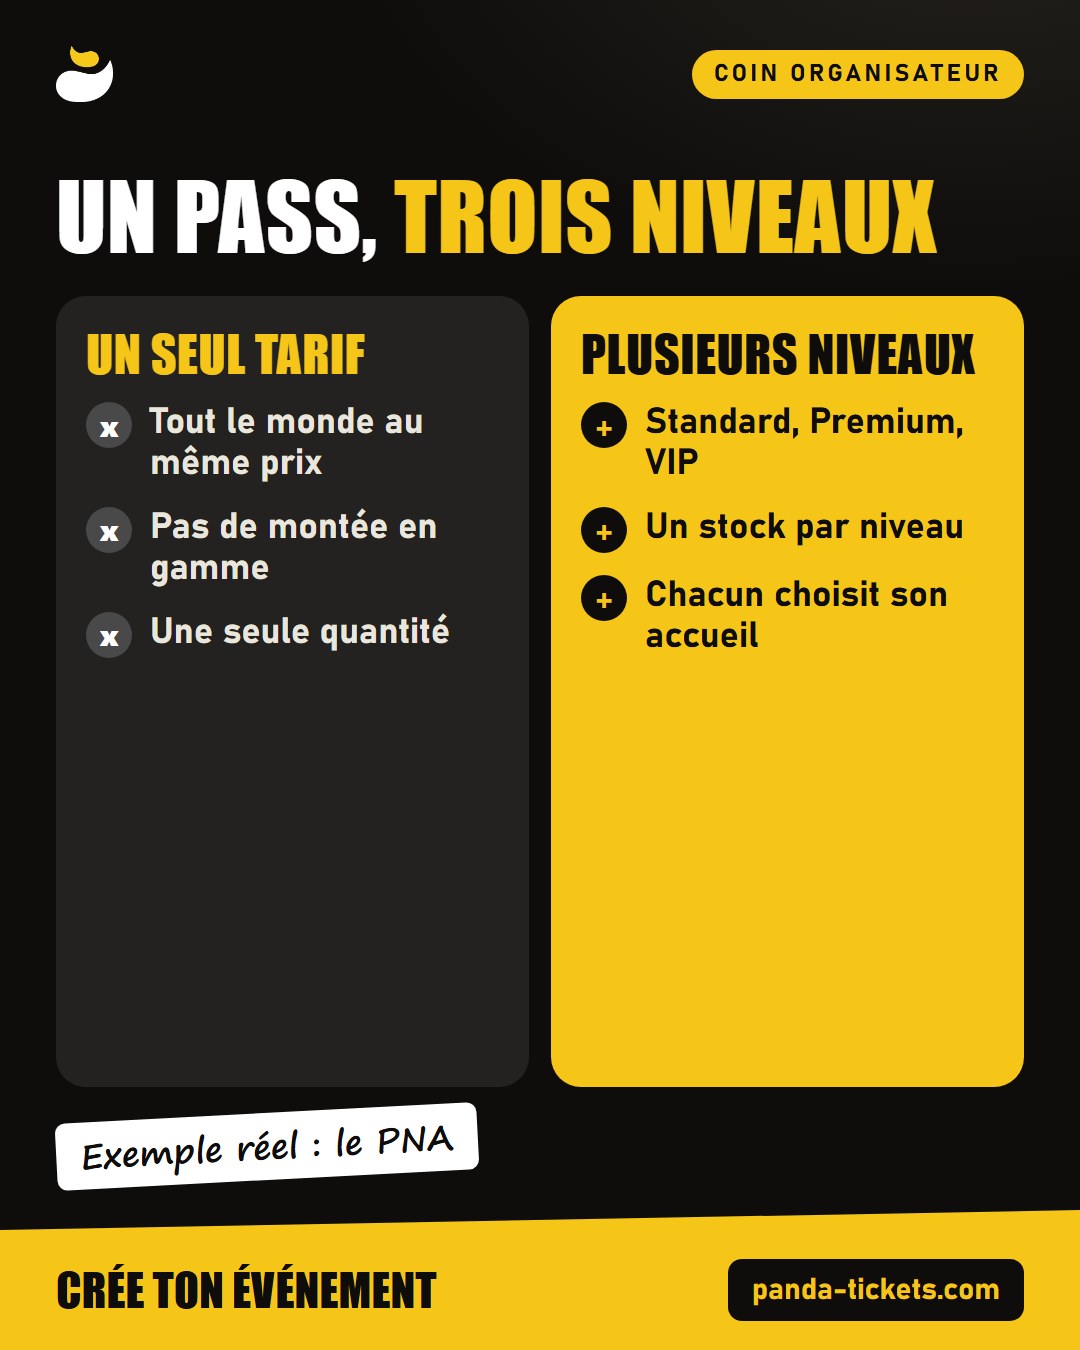 COIN ORGANISATEUR
UN PASS, TROIS NIVEAUX
UN SEUL TARIF
x Tout le monde au
même prix
x Pas de montée en
gamme
x Une seule quantité
PLUSIEURS NIVEAUX
+ Standard, Premium,
VIP
+ Un stock par niveau
+ Chacun choisit son
accueil
Exemple réel : le PNA
CRÉE TON ÉVÉNEMENT
panda-tickets.com